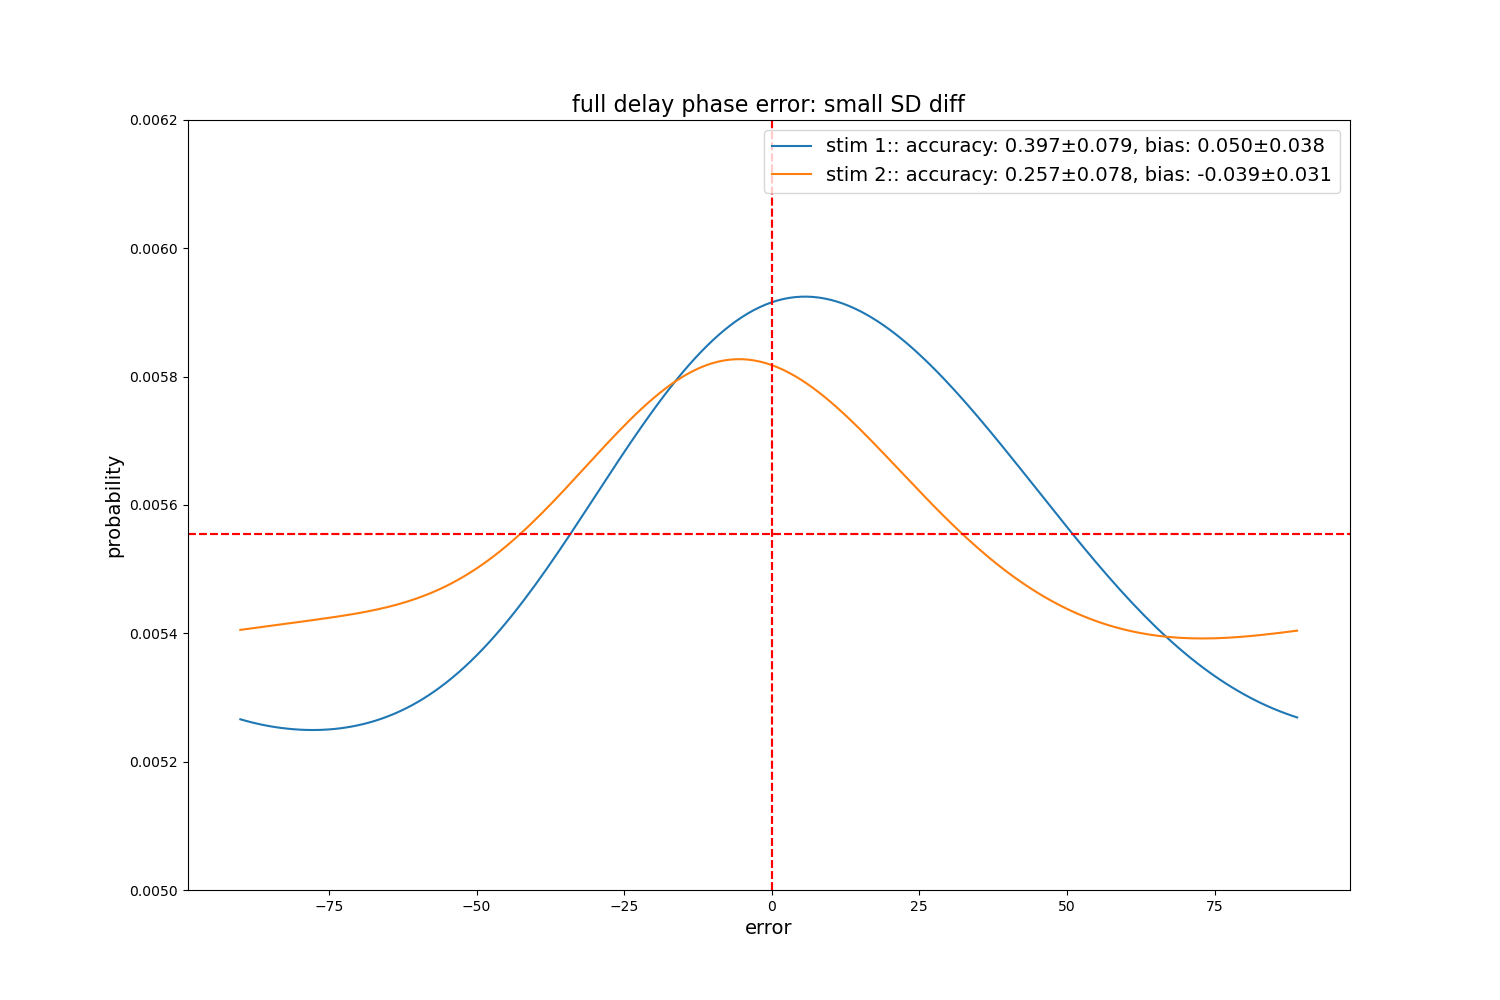 full delay phase error: small SD diff
stim 1:: accuracy: 0.397±0.079, bias: 0.050±0.038
stim 2:: accuracy: 0.257±0.078, bias: -0.039±0.031
probability
0.0062
0.0060
0.0058
0.0056
0.0054
0.0052
0.0050
−75 −50 −25 0 25 50 75
error